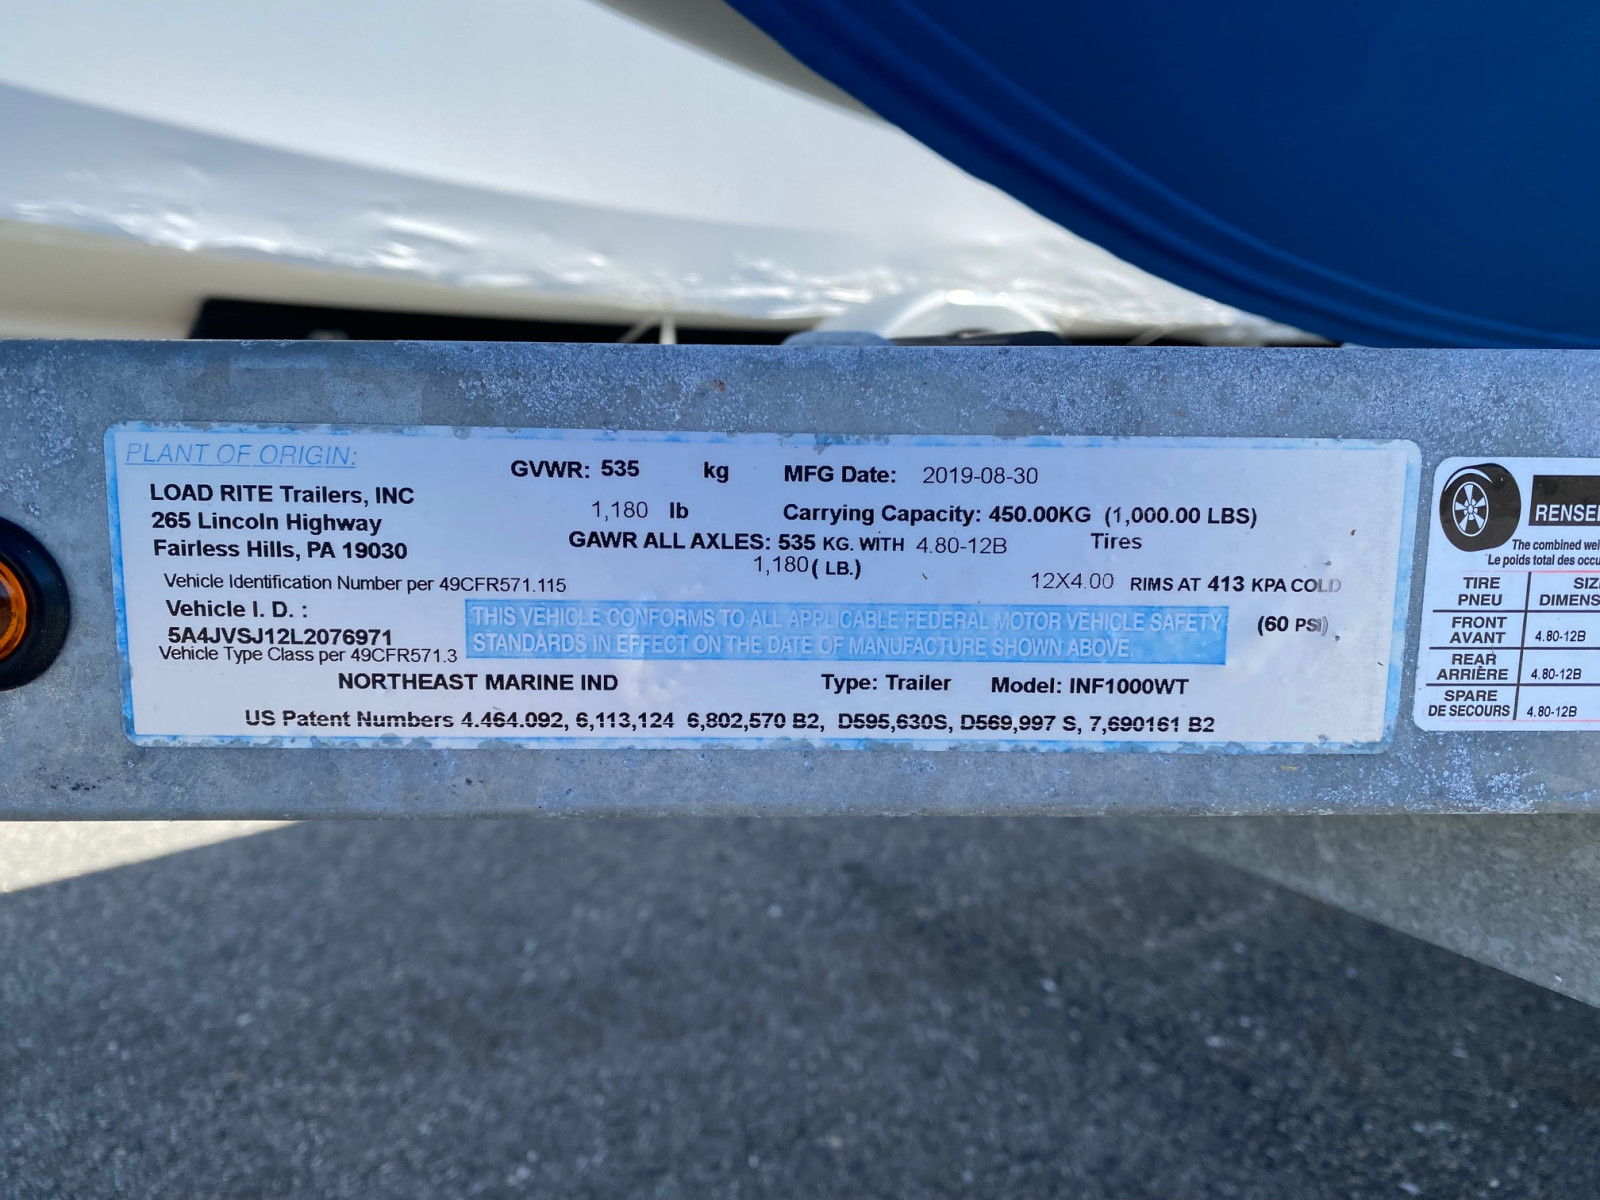 PLANT OF ORIGIN:
LOAD RITE Trailers, INC
265 Lincoln Highway
Fairless Hills, PA 19030
GVWR: 535 kg
1,180 lb
MFG Date: 2019-08-30
Carrying Capacity: 450.00KG (1,000.00 LBS)
GAWR ALL AXLES: 535 KG. WITH 4.80-12B Tires
1,180 ( LB.)
12X4.00 RIMS AT 413 KPA COLD
(60 PSI)
Vehicle Identification Number per 49CFR571.115
Vehicle I. D. :
5A4JVSJ12L2076971
Vehicle Type Class per 49CFR571.3
THIS VEHICLE CONFORMS TO ALL APPLICABLE FEDERAL MOTOR VEHICLE SAFETY
STANDARDS IN EFFECT ON THE DATE OF MANUFACTURE SHOWN ABOVE.
NORTHEAST MARINE IND Type: Trailer Model: INF1000WT
US Patent Numbers 4.464.092, 6,113,124 6,802,570 B2, D595,630S, D569,997 S, 7,690161 B2
The combined
Le poids total des
TIRE
PNEU
FRONT
AVANT
4.80-12B
REAR
ARRIÈRE
4.80-12B
SPARE
DE SECOURS
4.80-12B